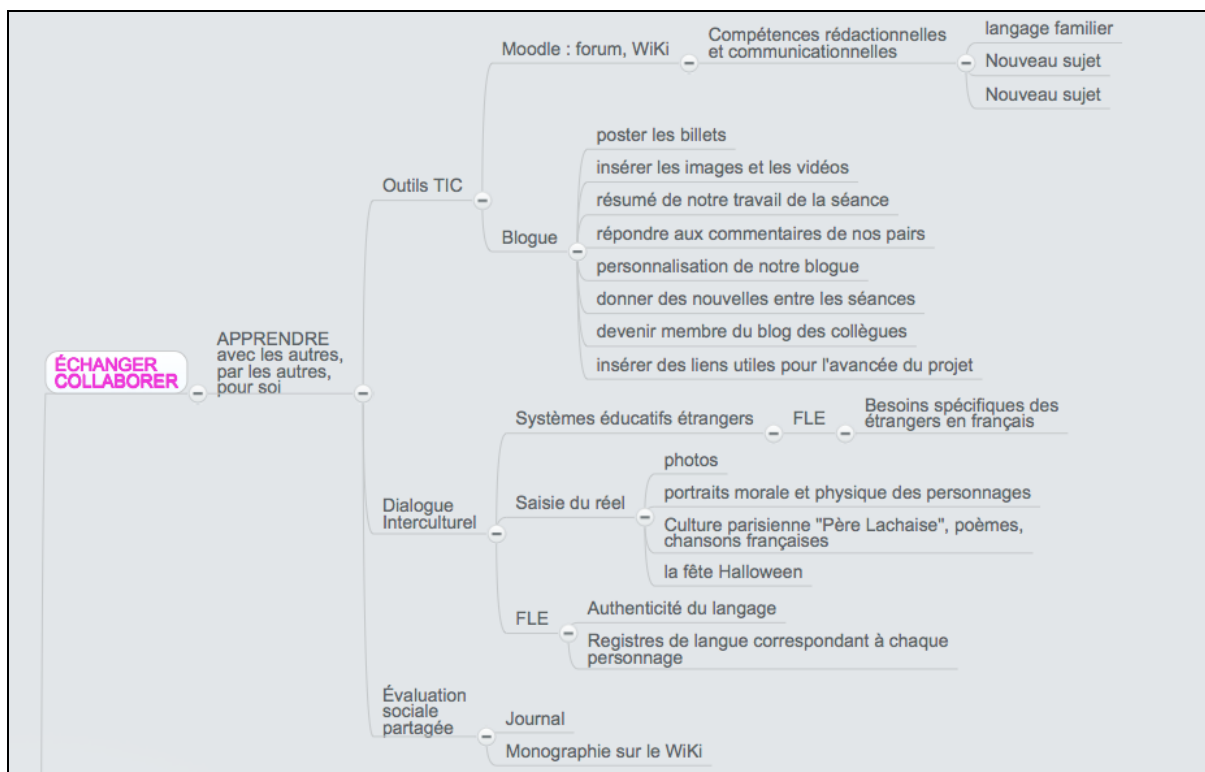 ÉCHANGER
COLLABORER
APPRENDRE
avec les autres,
par les autres,
pour soi
Outils TIC
Moodle : forum, WiKi
Compétences rédactionnelles
et communicationnelles
langage familier
Nouveau sujet
Nouveau sujet
Blogue
poster les billets
insérer les images et les vidéos
résumé de notre travail de la séance
répondre aux commentaires de nos pairs
personnalisation de notre blogue
donner des nouvelles entre les séances
devenir membre du blog des collègues
insérer des liens utiles pour l'avancée du projet
Dialogue
Interculturel
Systèmes éducatifs étrangers
FLE
Besoins spécifiques des
étrangers en français
Saisie du réel
photos
portraits morale et physique des personnages
Culture parisienne "Père Lachaise", poèmes,
chansons françaises
la fête Halloween
FLE
Authenticité du langage
Registres de langue correspondant à chaque
personnage
Évaluation
sociale
partagée
Journal
Monographie sur le WiKi